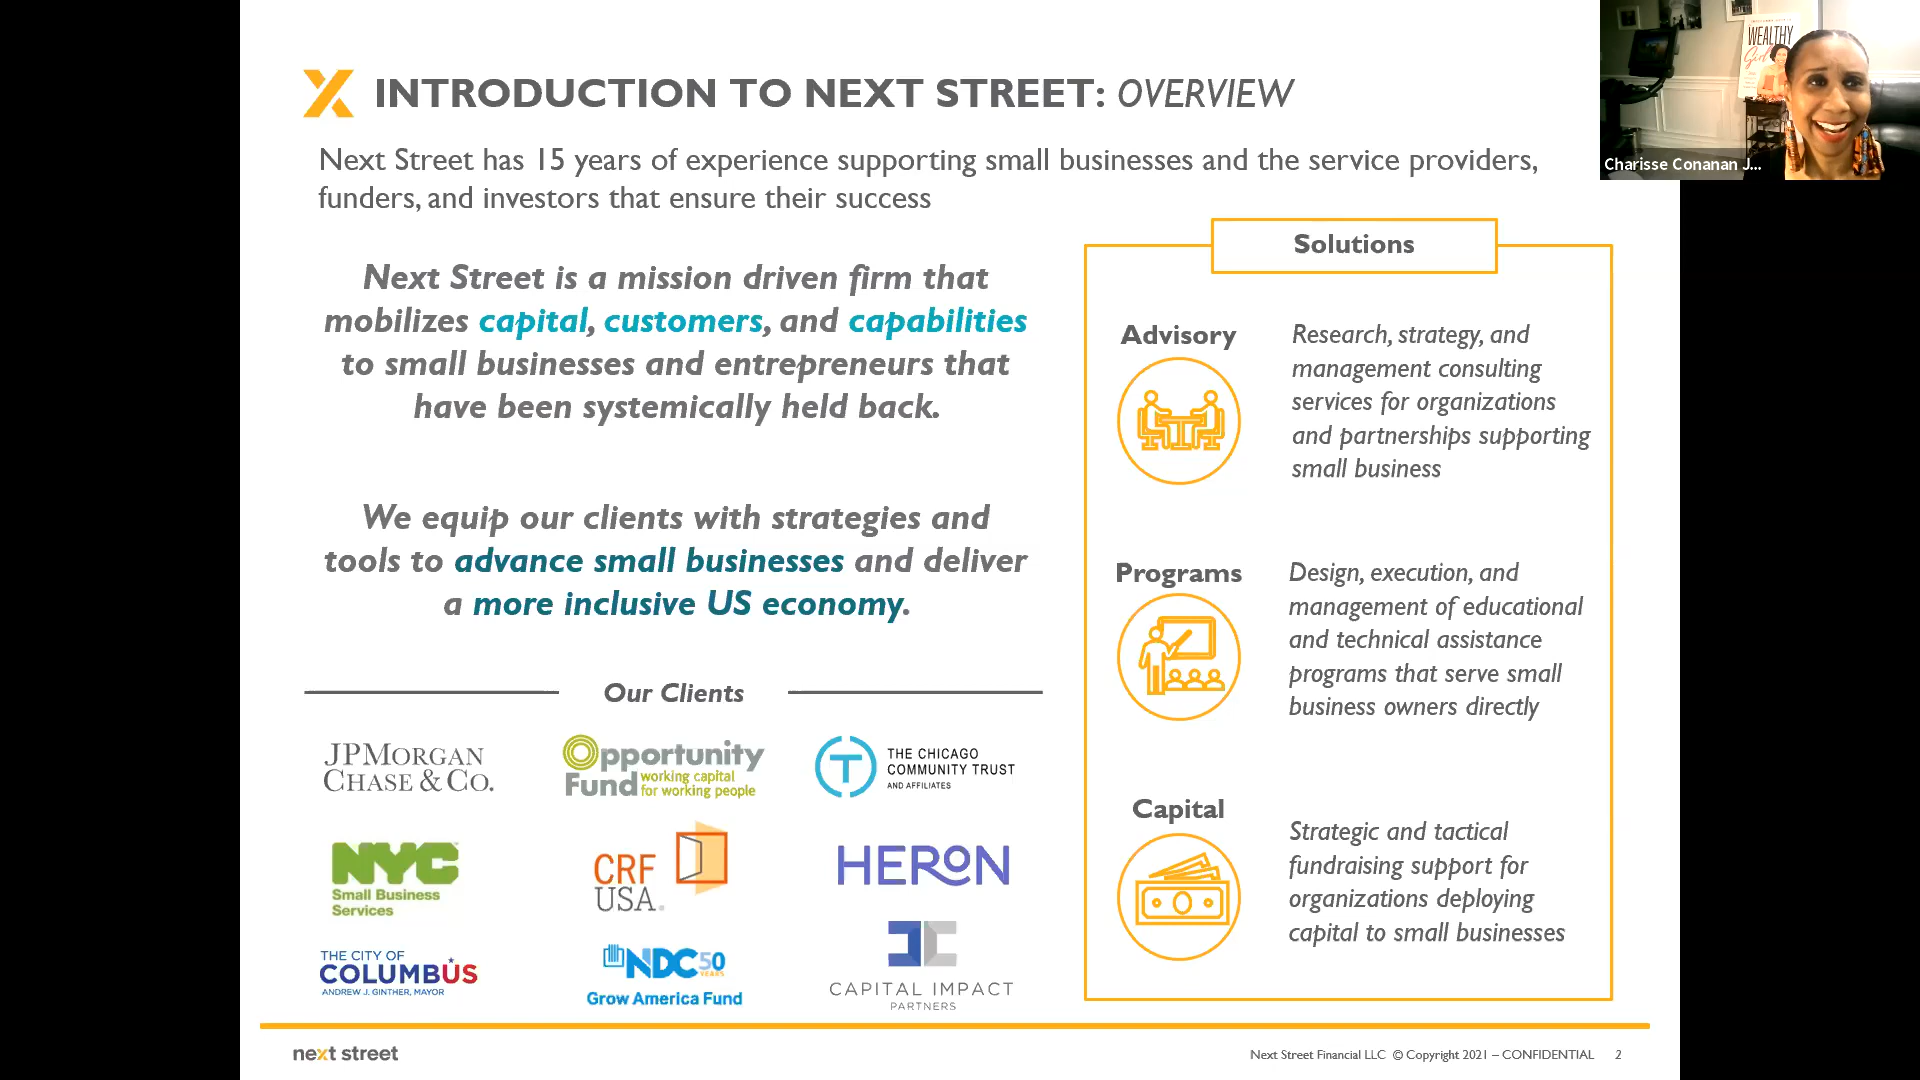 INTRODUCTION TO NEXT STREET: OVERVIEW
Next Street has 15 years of experience supporting small businesses and the service providers,
funders, and investors that ensure their success
Next Street is a mission driven firm that
mobilizes capital, customers, and capabilities
to small businesses and entrepreneurs that
have been systemically held back.
We equip our clients with strategies and
tools to advance small businesses and deliver
a more inclusive US economy.
Our Clients
JPMORGAN
CHASE & CO.
Opportunity
Fund working capital
for working people
THE CHICAGO
COMMUNITY TRUST
AND AFFILIATES
NYC
Small Business
Services
CRF
USA.
HERON
THE CITY OF
COLUMBUS
ANDREW J. GINTHER, MAYOR
NDC 50
YEARS
Grow America Fund
CAPITAL IMPACT
PARTNERS
Solutions
Advisory
Research, strategy, and
management consulting
services for organizations
and partnerships supporting
small business
Programs
Design, execution, and
management of educational
and technical assistance
programs that serve small
business owners directly
Capital
Strategic and tactical
fundraising support for
organizations deploying
capital to small businesses
next street
Next Street Financial LLC © Copyright 2021 – CONFIDENTIAL 2
WEALTHY
Girl
Charisse Conanan J...